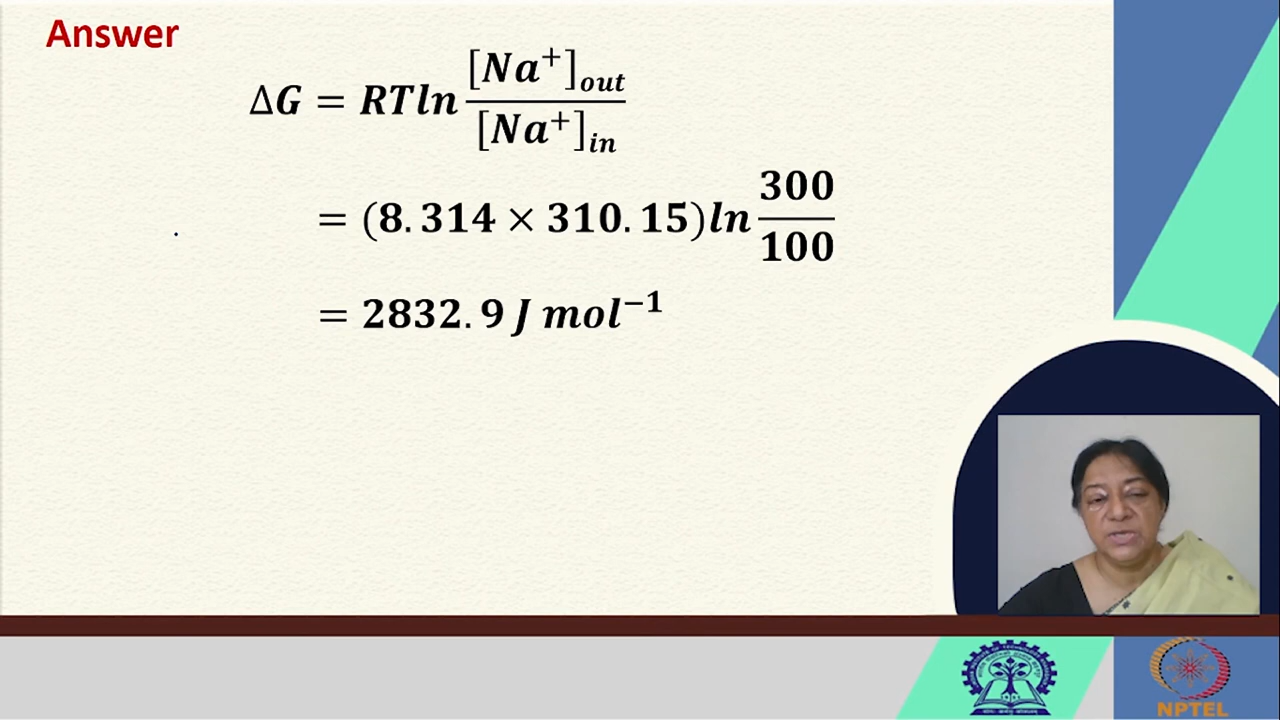 Answer
ΔG = RTln [Na⁺]out / [Na⁺]in
= (8.314 × 310.15)ln 300 / 100
= 2832.9 J mol⁻¹
NPTEL